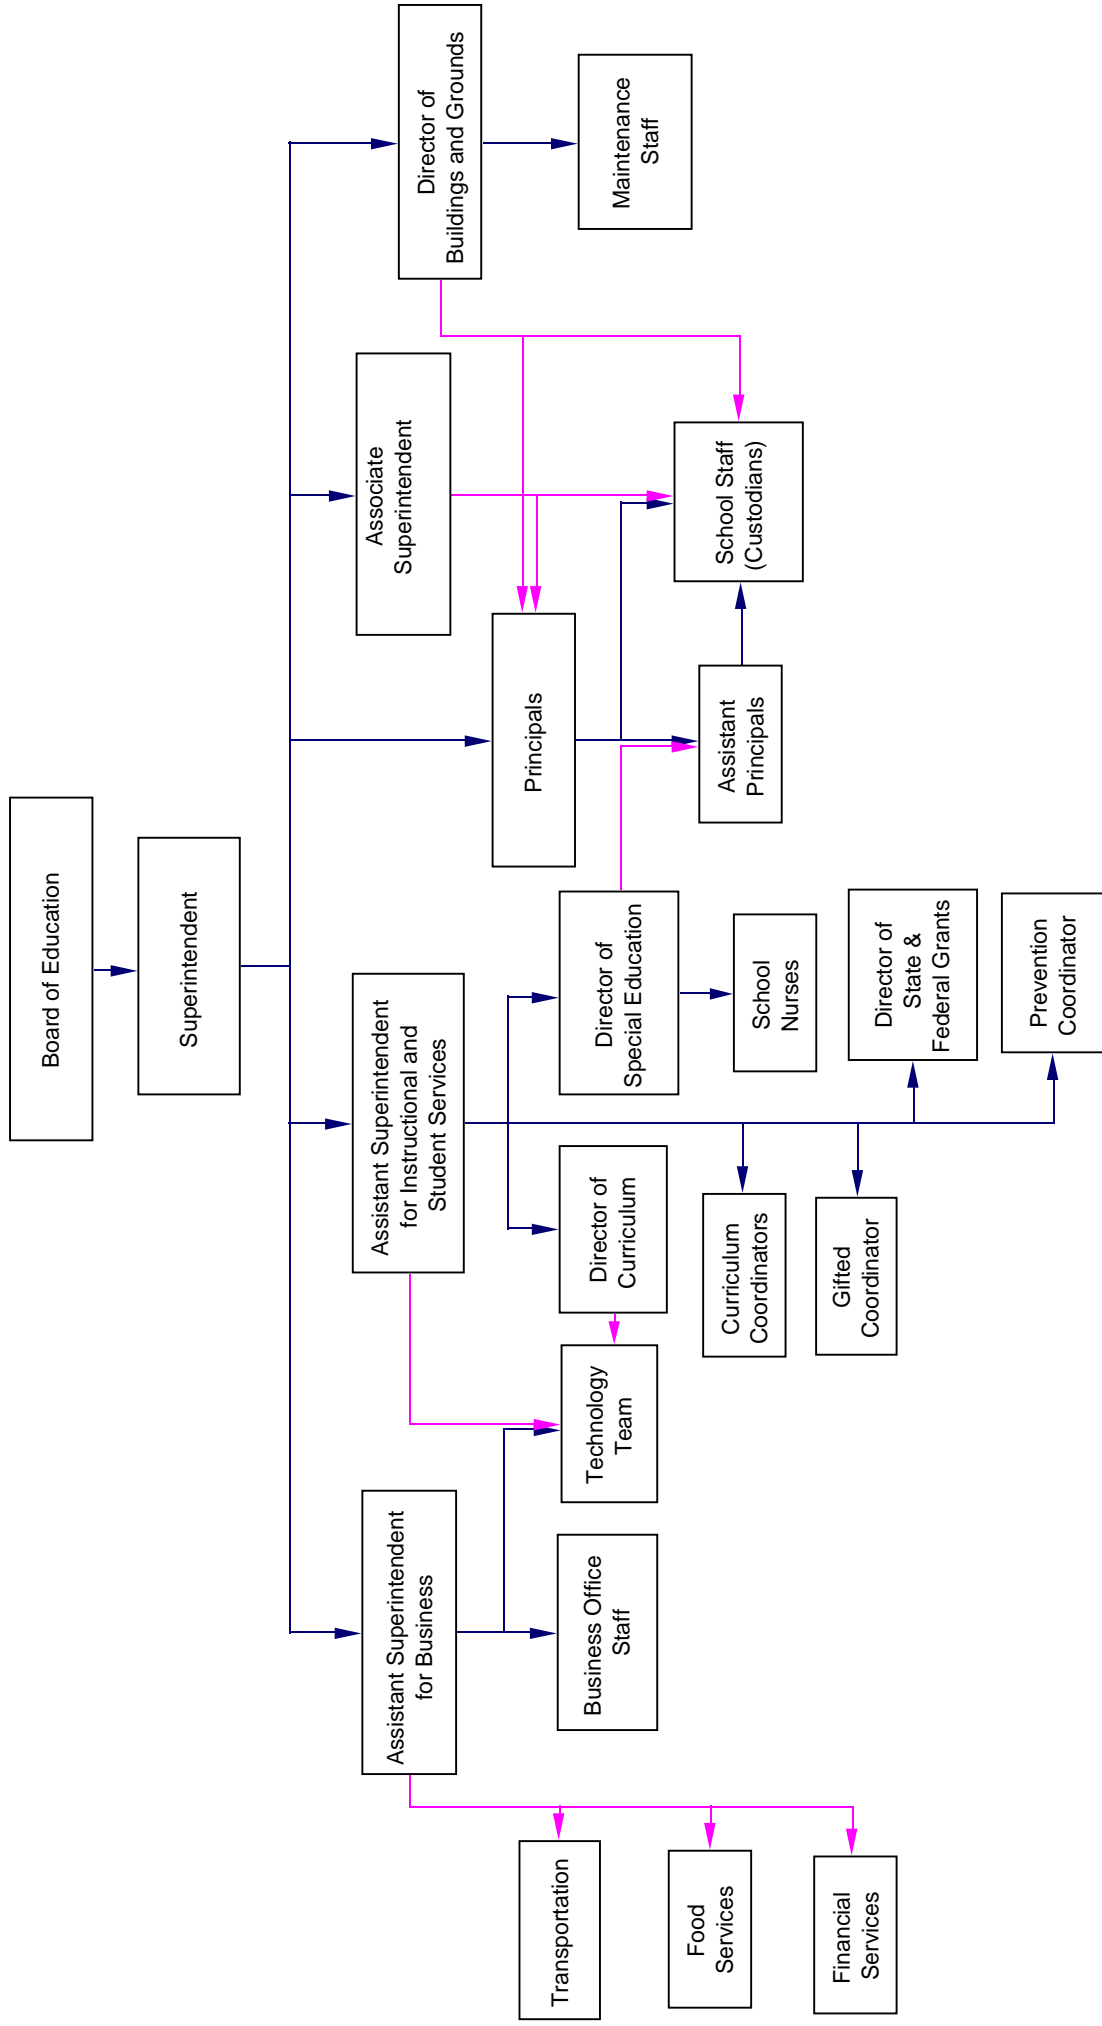 Board of Education
Superintendent
Assistant Superintendent
for Business
Assistant Superintendent
for Instructional and
Student Services
Principals
Associate
Superintendent
Director of
Buildings and Grounds
Transportation
Food
Services
Financial
Services
Business Office
Staff
Technology
Team
Director of
Curriculum
Director of
Special Education
School
Nurses
Curriculum
Coordinators
Gifted
Coordinator
Director of
State &
Federal Grants
Prevention
Coordinator
Assistant
Principals
School Staff
(Custodians)
Maintenance
Staff